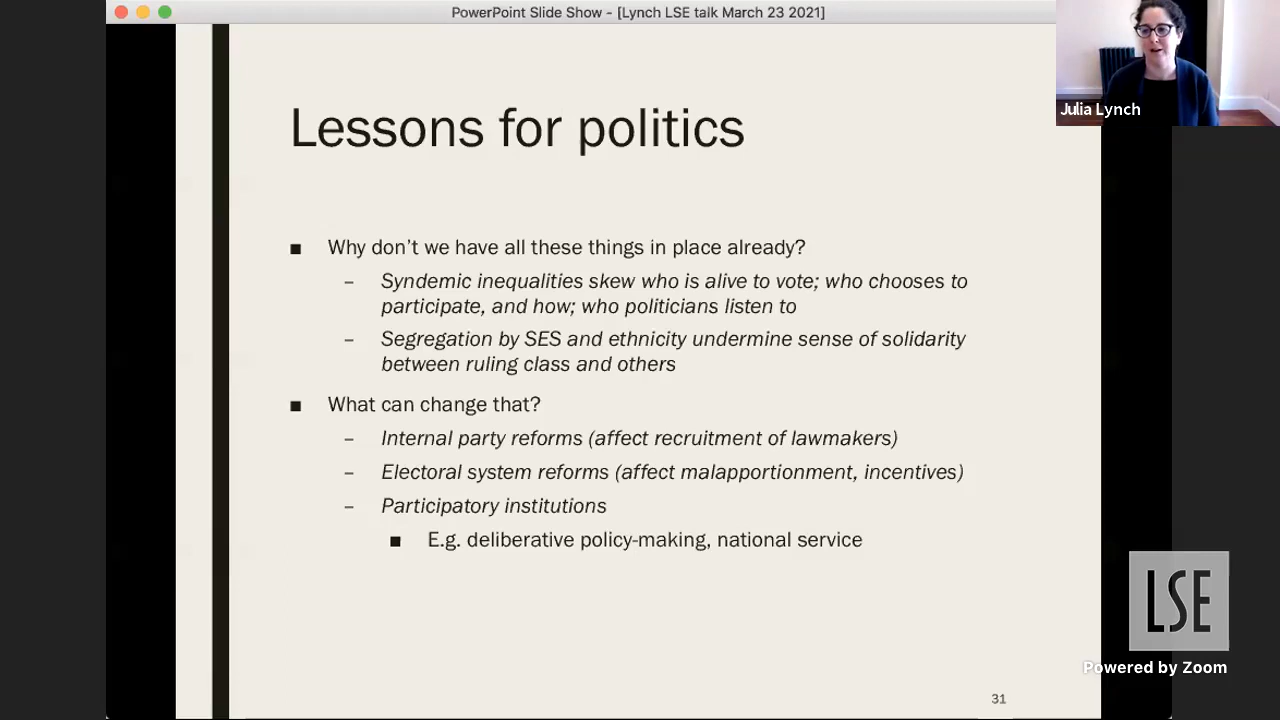 PowerPoint Slide Show - [Lynch LSE talk March 23 2021]
Julia Lynch
Lessons for politics
■ Why don't we have all these things in place already?
– Syndemic inequalities skew who is alive to vote; who chooses to
participate, and how; who politicians listen to
– Segregation by SES and ethnicity undermine sense of solidarity
between ruling class and others
■ What can change that?
– Internal party reforms (affect recruitment of lawmakers)
– Electoral system reforms (affect malapportionment, incentives)
– Participatory institutions
■ E.g. deliberative policy-making, national service
LSE
Powered by Zoom
31